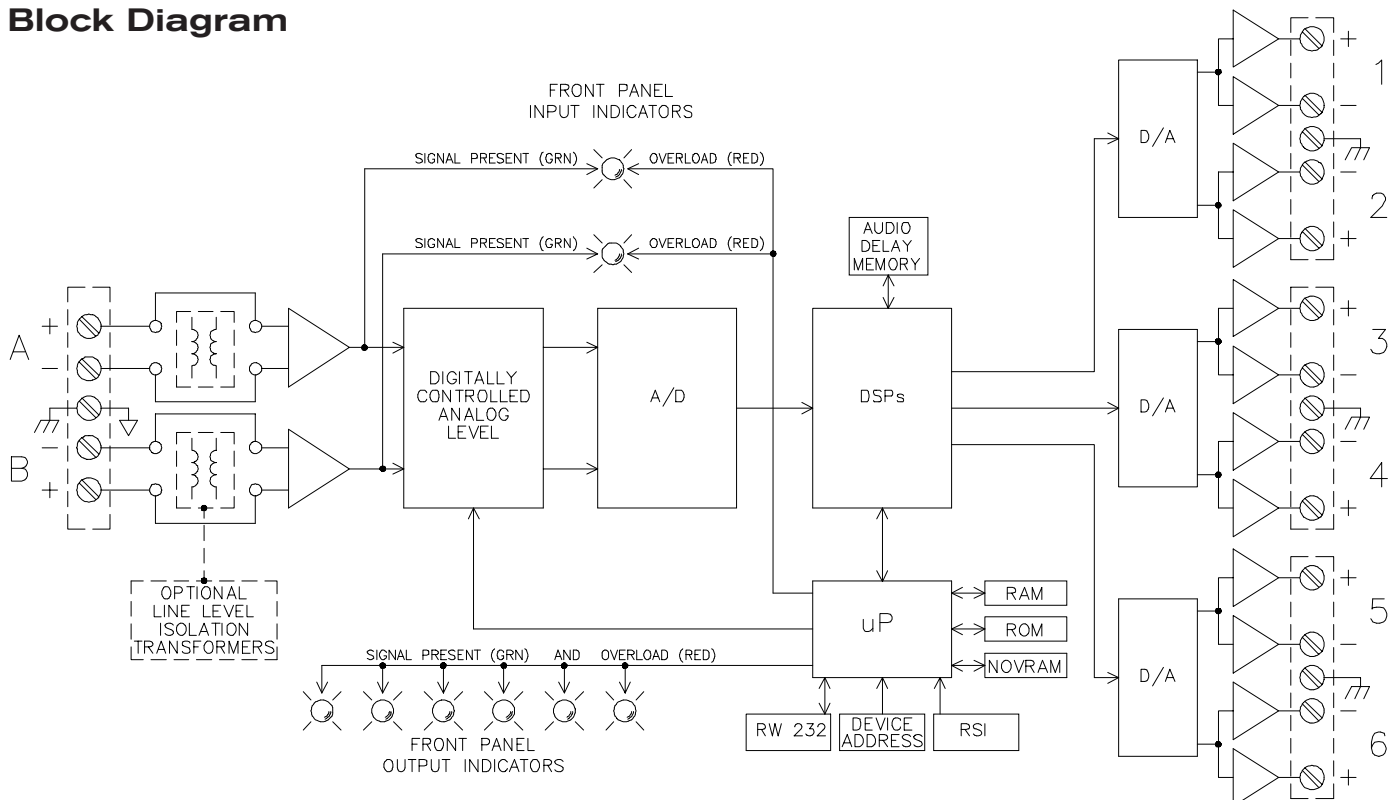 Block Diagram
FRONT PANEL
INPUT INDICATORS
SIGNAL PRESENT (GRN)
OVERLOAD (RED)
SIGNAL PRESENT (GRN)
OVERLOAD (RED)
A
+
−
−
B
+
OPTIONAL
LINE LEVEL
ISOLATION
TRANSFORMERS
DIGITALLY
CONTROLLED
ANALOG
LEVEL
A/D
AUDIO
DELAY
MEMORY
DSPs
uP
RAM
ROM
NOVRAM
RW 232
DEVICE
ADDRESS
RSI
SIGNAL PRESENT (GRN) AND OVERLOAD (RED)
FRONT PANEL
OUTPUT INDICATORS
D/A
+
1
−
−
2
+
D/A
+
3
−
−
4
+
D/A
+
5
−
−
6
+